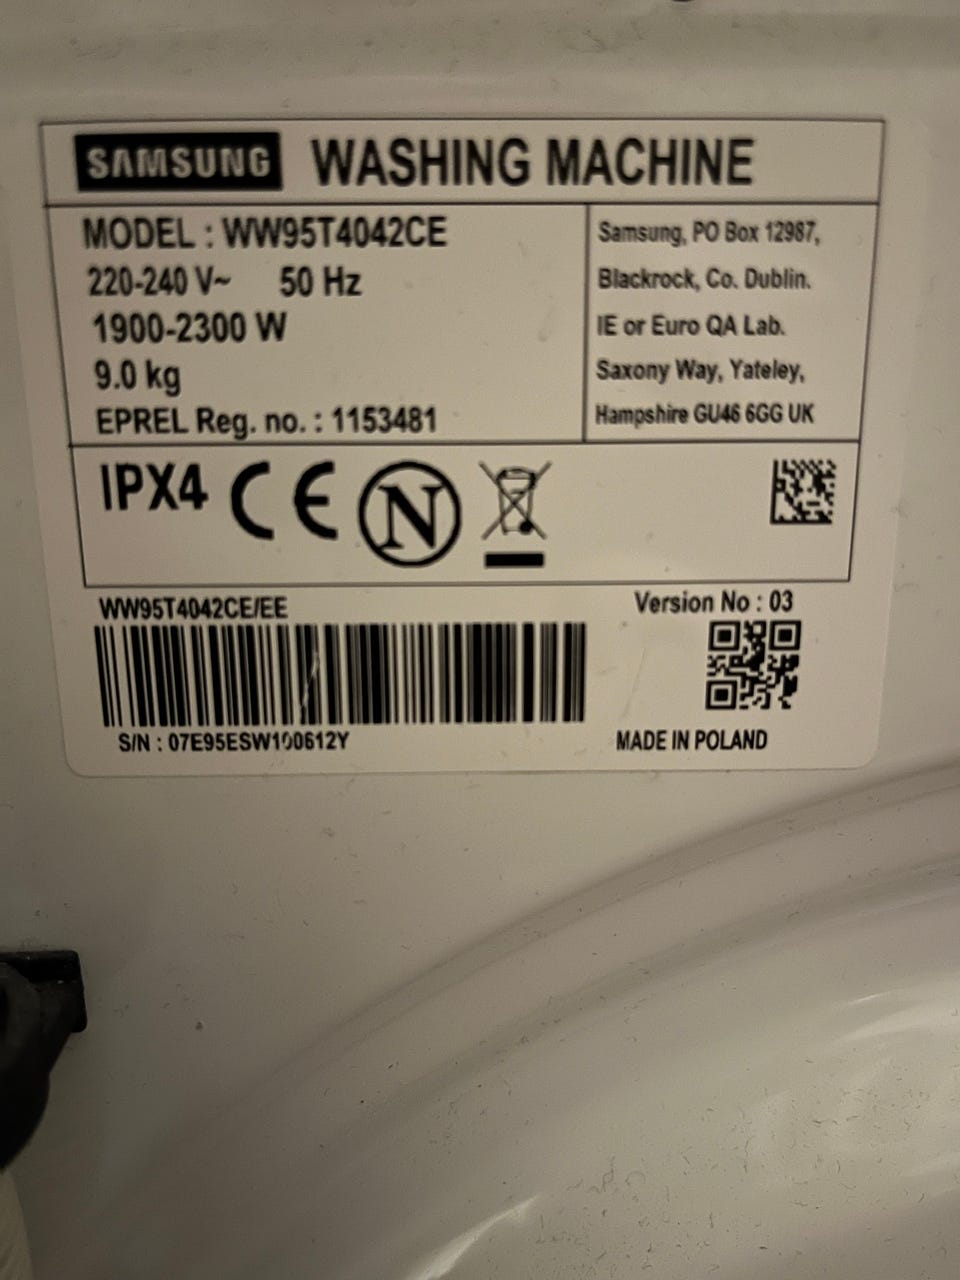 SAMSUNG WASHING MACHINE
MODEL : WW95T4042CE
220-240 V~ 50 Hz
1900-2300 W
9.0 kg
EPREL Reg. no. : 1153481
Samsung, PO Box 12987,
Blackrock, Co. Dublin.
IE or Euro QA Lab.
Saxony Way, Yateley,
Hampshire GU46 6GG UK
IPX4 CE N
WW95T4042CE/EE
Version No : 03
S/N : 07E95ESW100612Y
MADE IN POLAND